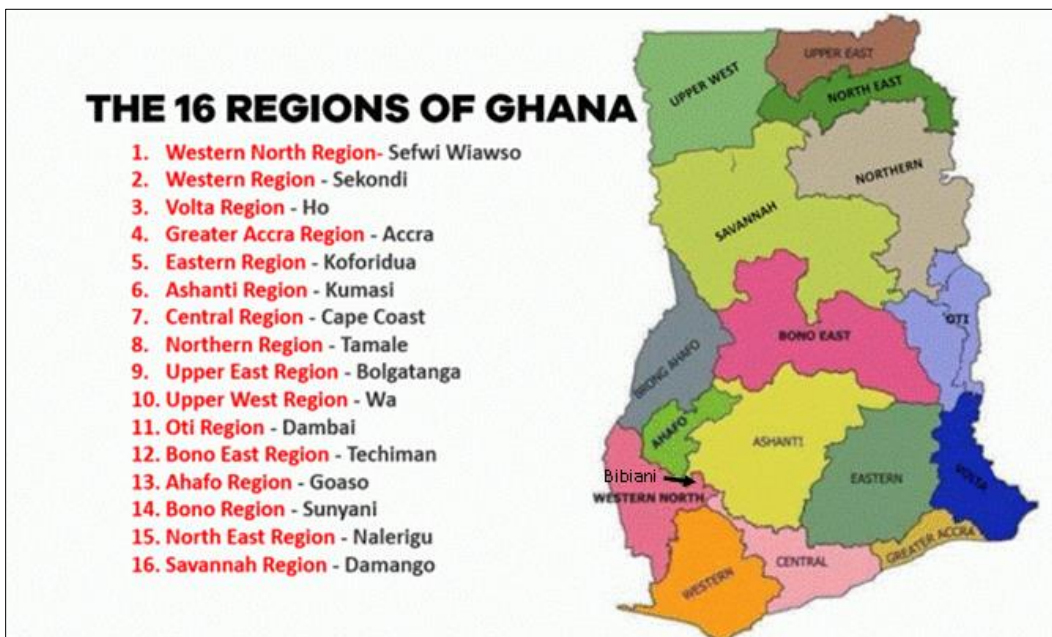 THE 16 REGIONS OF GHANA
1. Western North Region- Sefwi Wiawso
2. Western Region - Sekondi
3. Volta Region - Ho
4. Greater Accra Region - Accra
5. Eastern Region - Koforidua
6. Ashanti Region - Kumasi
7. Central Region - Cape Coast
8. Northern Region - Tamale
9. Upper East Region - Bolgatanga
10. Upper West Region - Wa
11. Oti Region - Dambai
12. Bono East Region - Techiman
13. Ahafo Region - Goaso
14. Bono Region - Sunyani
15. North East Region - Nalerigu
16. Savannah Region - Damango
UPPER EAST
UPPER WEST
NORTH EAST
NORTHERN
SAVANNAH
OTI
BONO EAST
BRONG AHAFO
AHAFO
ASHANTI
Bibiani
EASTERN
VOLTA
WESTERN NORTH
GREATER ACCRA
CENTRAL
WESTERN